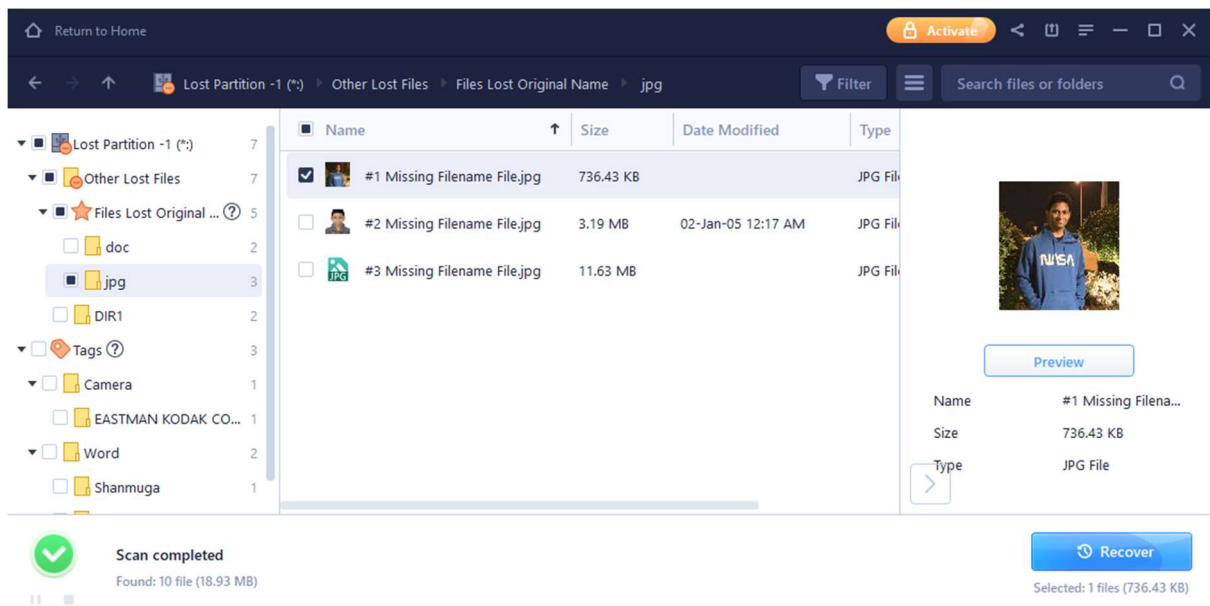 Return to Home
Activate
Lost Partition -1 (*:) Other Lost Files Files Lost Original Name jpg
Filter
Search files or folders
Lost Partition -1 (*:) 7
Other Lost Files 7
Files Lost Original ... ? 5
doc 2
jpg 3
DIR1 2
Tags ? 3
Camera 1
EASTMAN KODAK CO... 1
Word 2
Shanmuga 1
Name Size Date Modified Type
#1 Missing Filename File.jpg 736.43 KB JPG Fil
#2 Missing Filename File.jpg 3.19 MB 02-Jan-05 12:17 AM JPG Fil
JPG
#3 Missing Filename File.jpg 11.63 MB JPG Fil
NASA
Preview
Name #1 Missing Filena...
Size 736.43 KB
Type JPG File
Scan completed
Found: 10 file (18.93 MB)
Recover
Selected: 1 files (736.43 KB)